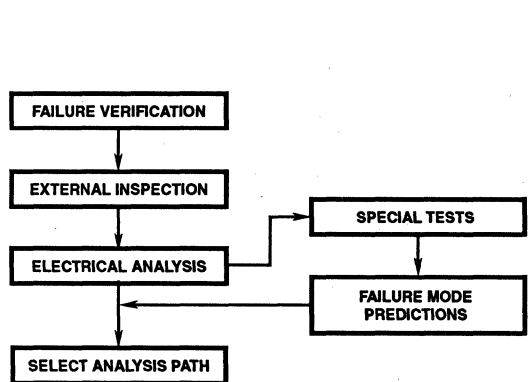 FAILURE VERIFICATION
EXTERNAL INSPECTION
ELECTRICAL ANALYSIS
SPECIAL TESTS
FAILURE MODE
PREDICTIONS
SELECT ANALYSIS PATH